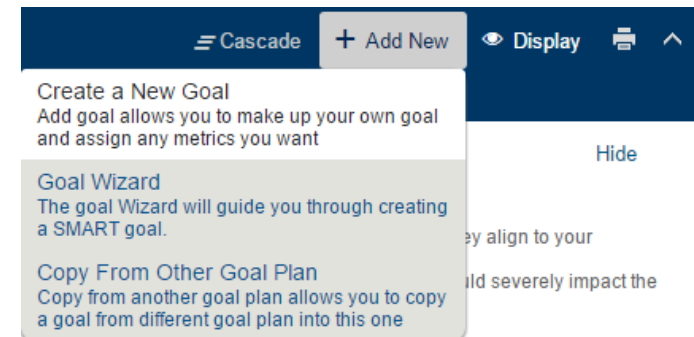 Cascade + Add New Display
Create a New Goal
Add goal allows you to make up your own goal
and assign any metrics you want
Hide
Goal Wizard
The goal Wizard will guide you through creating
a SMART goal.
ey align to your
Copy From Other Goal Plan
uld severely impact the
Copy from another goal plan allows you to copy
a goal from different goal plan into this one